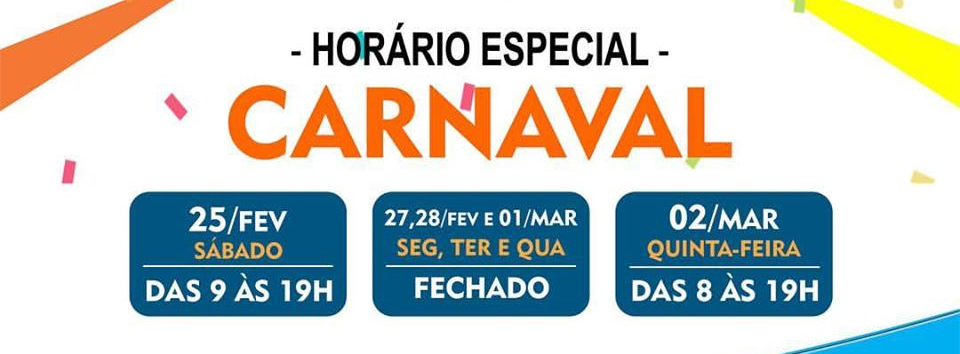 - HORÁRIO ESPECIAL -
CARNAVAL
25/FEV
SÁBADO
DAS 9 ÀS 19H
27,28/FEV E 01/MAR
SEG, TER E QUA
FECHADO
02/MAR
QUINTA-FEIRA
DAS 8 ÀS 19H